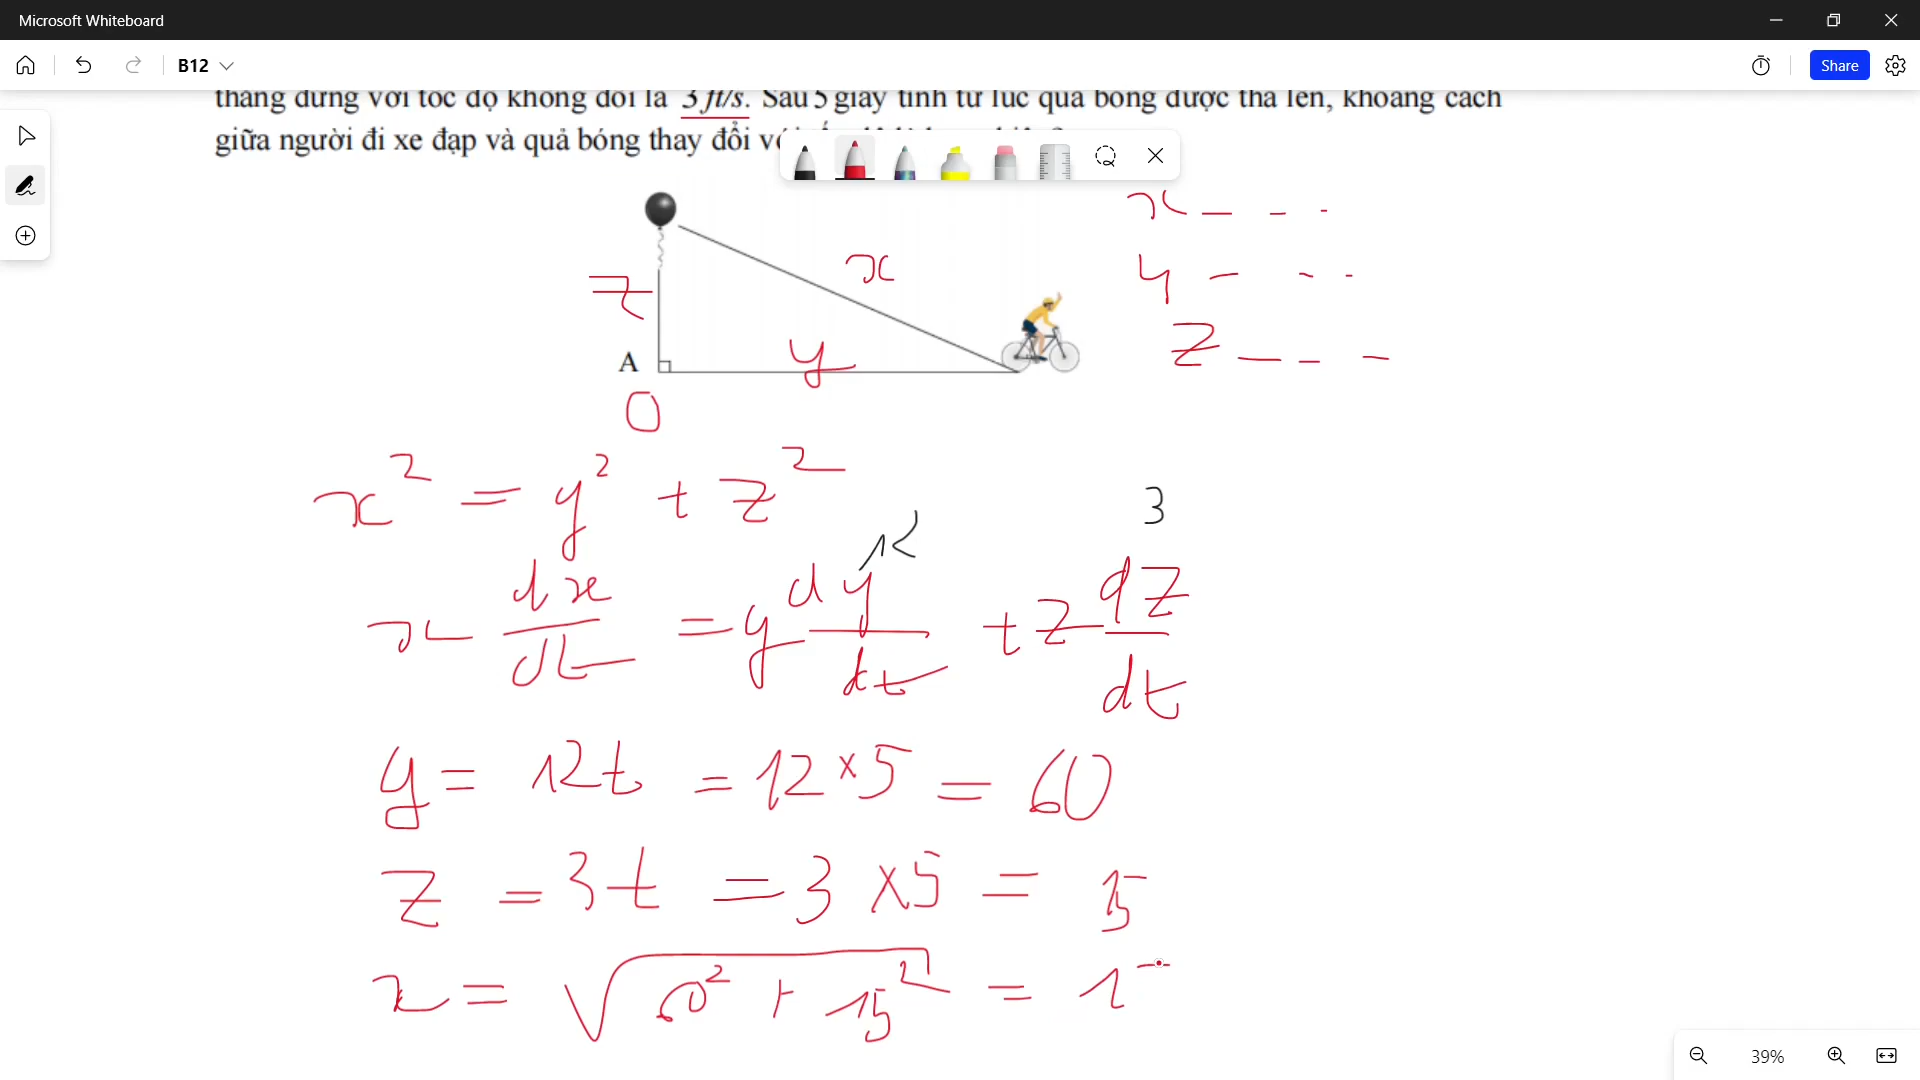 Microsoft Whiteboard
B12
Share
thẳng đứng với tốc độ không đổi là 3 ft/s. Sau 5 giây tính từ lúc quả bóng được thả lên, khoảng cách
giữa người đi xe đạp và quả bóng thay đổi
x - - -
z
x
y - - -
z - - -
A
y
0
x² = y² + z²
12
3
x dx/dt = y dy/dt + z dz/dt
y = 12t = 12 × 5 = 60
z = 3t = 3 × 5 = 15
x = √60² + 15² = 1
39%